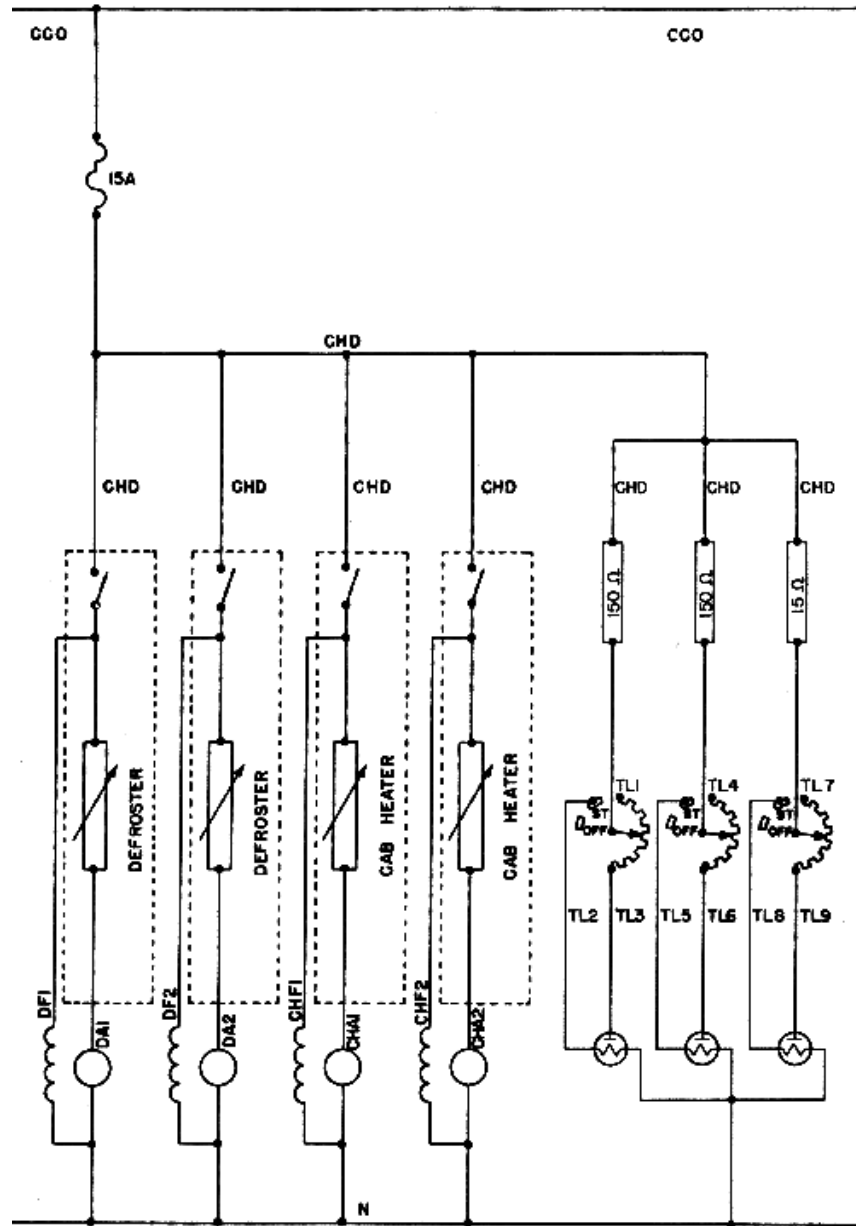 CGO
CGO
15A
CHD
CHD
CHD
CHD
CHD
CHD
CHD
CHD
150 Ω
150 Ω
15 Ω
DEFROSTER
DEFROSTER
CAB HEATER
CAB HEATER
TL1
TL4
TL7
ST
ST
ST
D OFF
D OFF
D OFF
TL2
TL3
TL5
TL6
TL8
TL9
DF1
DA1
DF2
DA2
CHF1
CHA1
CHF2
CHA2
N